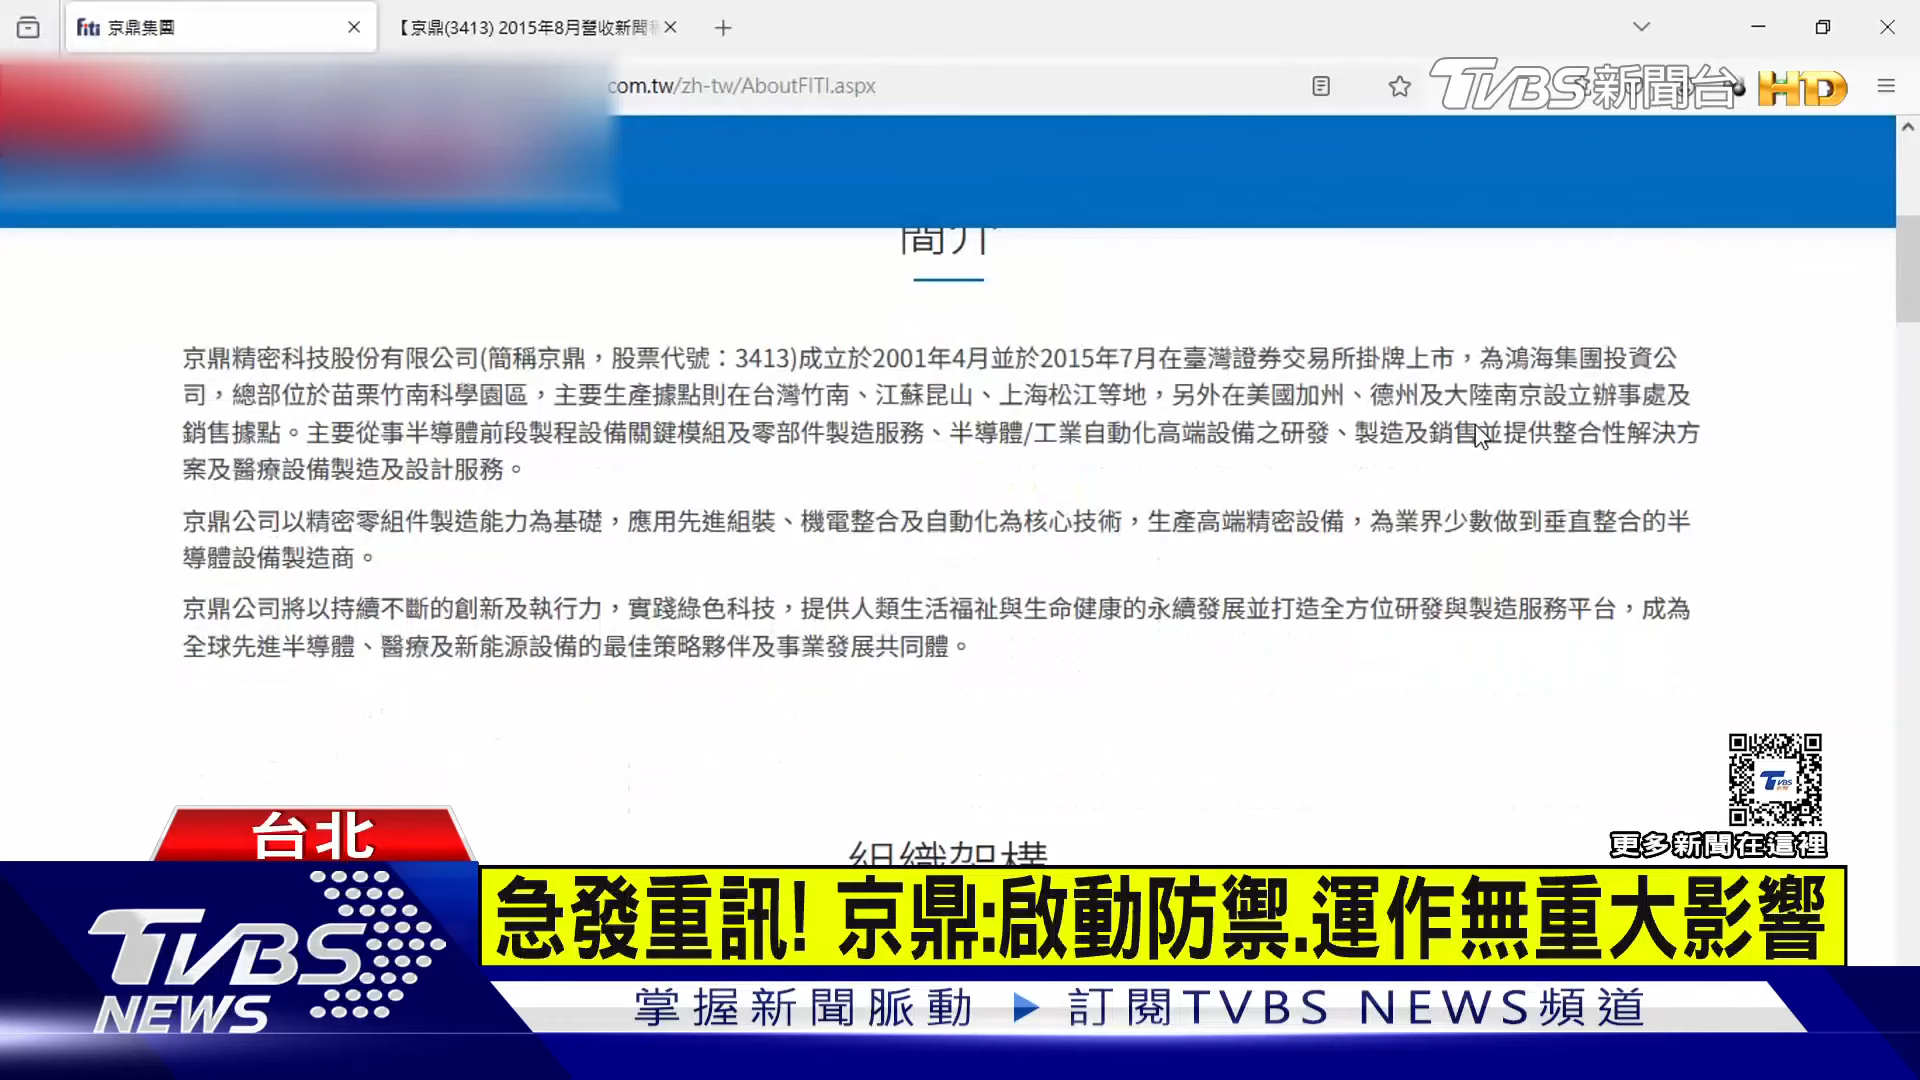 Fiti 京鼎集團
【京鼎(3413) 2015年8月營收新聞稿
com.tw/zh-tw/AboutFITI.aspx
TVBS新聞台 HD
簡介
京鼎精密科技股份有限公司(簡稱京鼎，股票代號：3413)成立於2001年4月並於2015年7月在臺灣證券交易所掛牌上市，為鴻海集團投資公
司，總部位於苗栗竹南科學園區，主要生產據點則在台灣竹南、江蘇昆山、上海松江等地，另外在美國加州、德州及大陸南京設立辦事處及
銷售據點。主要從事半導體前段製程設備關鍵模組及零部件製造服務、半導體/工業自動化高端設備之研發、製造及銷售並提供整合性解決方
案及醫療設備製造及設計服務。
京鼎公司以精密零組件製造能力為基礎，應用先進組裝、機電整合及自動化為核心技術，生產高端精密設備，為業界少數做到垂直整合的半
導體設備製造商。
京鼎公司將以持續不斷的創新及執行力，實踐綠色科技，提供人類生活福祉與生命健康的永續發展並打造全方位研發與製造服務平台，成為
全球先進半導體、醫療及新能源設備的最佳策略夥伴及事業發展共同體。
TVBS
更多新聞在這裡
組織架構
台北
急發重訊! 京鼎:啟動防禦.運作無重大影響
TVBS
NEWS
掌握新聞脈動 ▶ 訂閱TVBS NEWS頻道